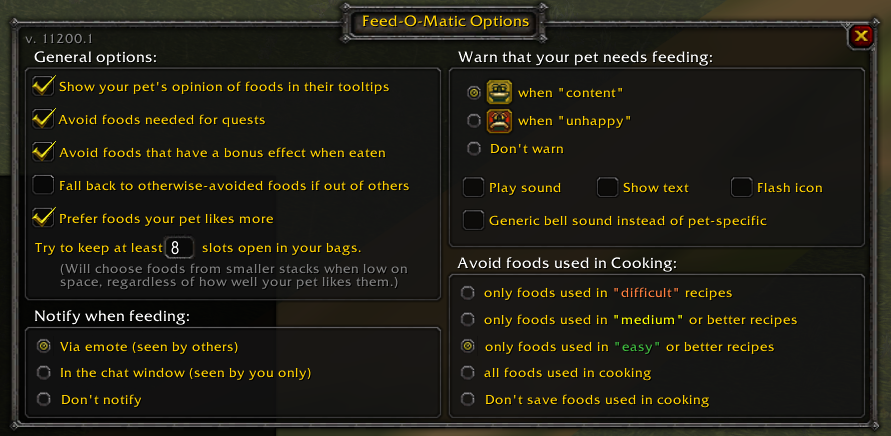 Feed-O-Matic Options
v. 11200.1
General options:
Show your pet's opinion of foods in their tooltips
Avoid foods needed for quests
Avoid foods that have a bonus effect when eaten
Fall back to otherwise-avoided foods if out of others
Prefer foods your pet likes more
Try to keep at least 8 slots open in your bags.
(Will choose foods from smaller stacks when low on
space, regardless of how well your pet likes them.)
Notify when feeding:
Via emote (seen by others)
In the chat window (seen by you only)
Don't notify
Warn that your pet needs feeding:
when "content"
when "unhappy"
Don't warn
Play sound Show text Flash icon
Generic bell sound instead of pet-specific
Avoid foods used in Cooking:
only foods used in "difficult" recipes
only foods used in "medium" or better recipes
only foods used in "easy" or better recipes
all foods used in cooking
Don't save foods used in cooking